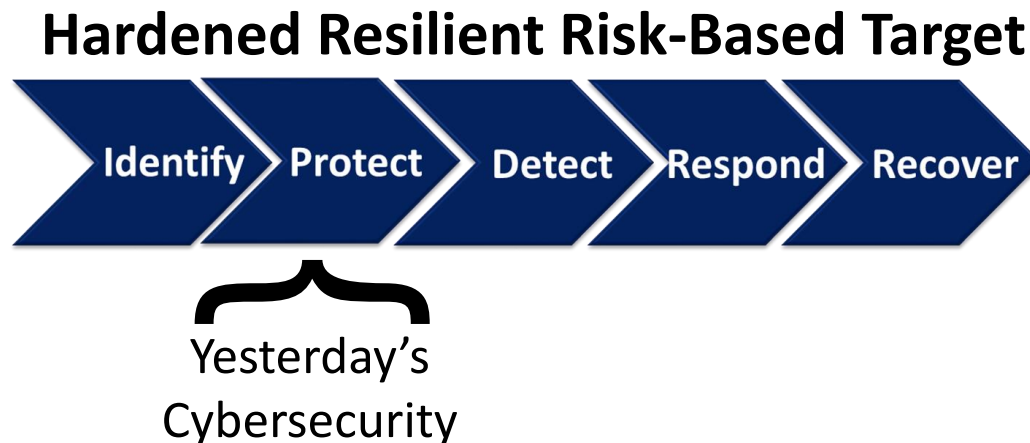 Hardened Resilient Risk-Based Target
Identify Protect Detect Respond Recover
Yesterday’s
Cybersecurity